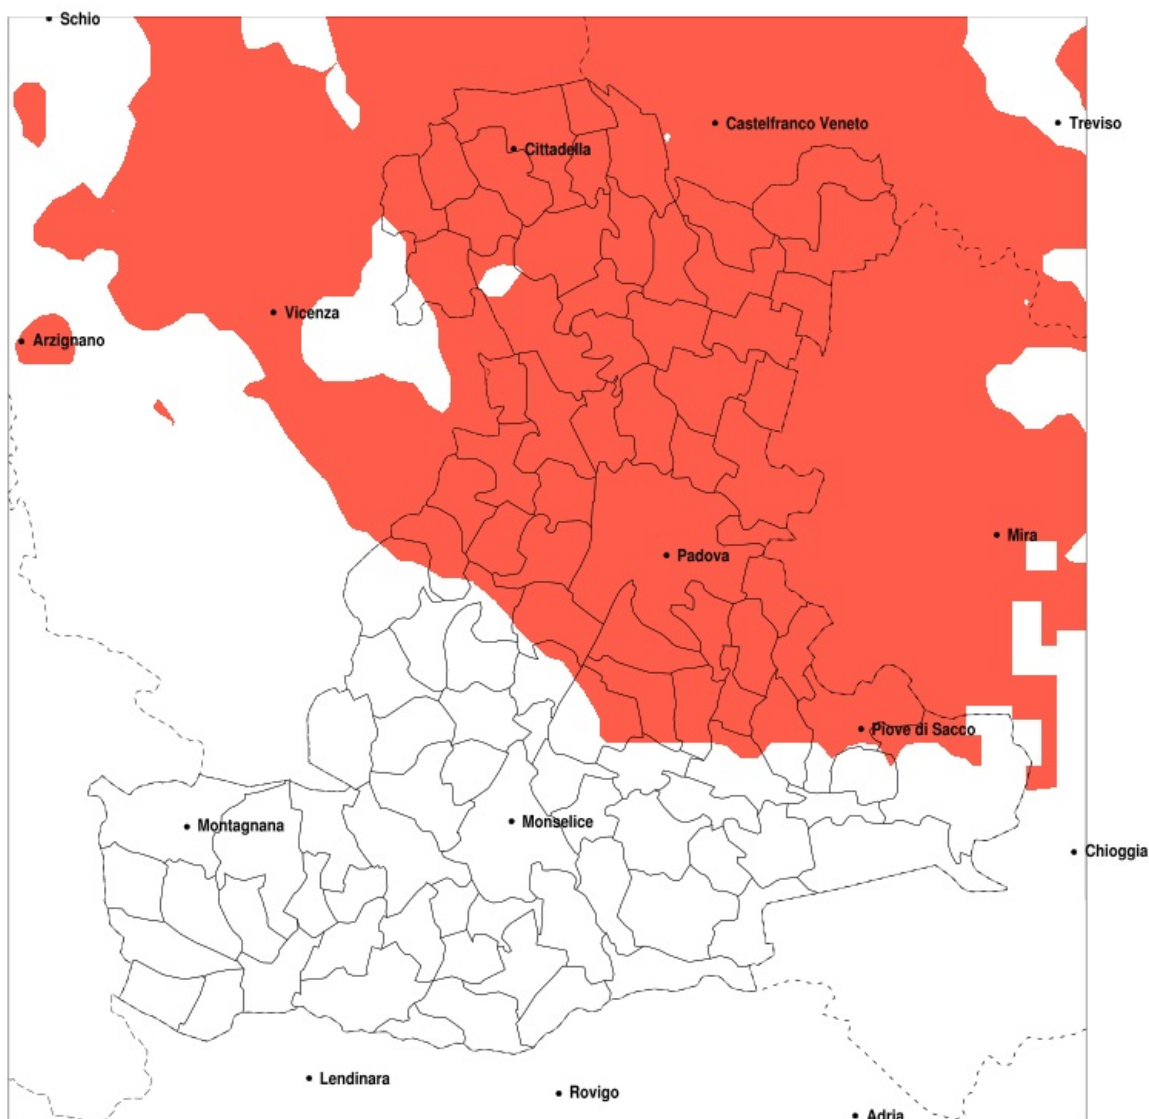 Schio
Castelfranco Veneto
Treviso
Cittadella
Vicenza
Arzignano
Mira
Padova
Piove di Sacco
Montagnana
Monselice
Chioggia
Lendinara
Rovigo
Adria